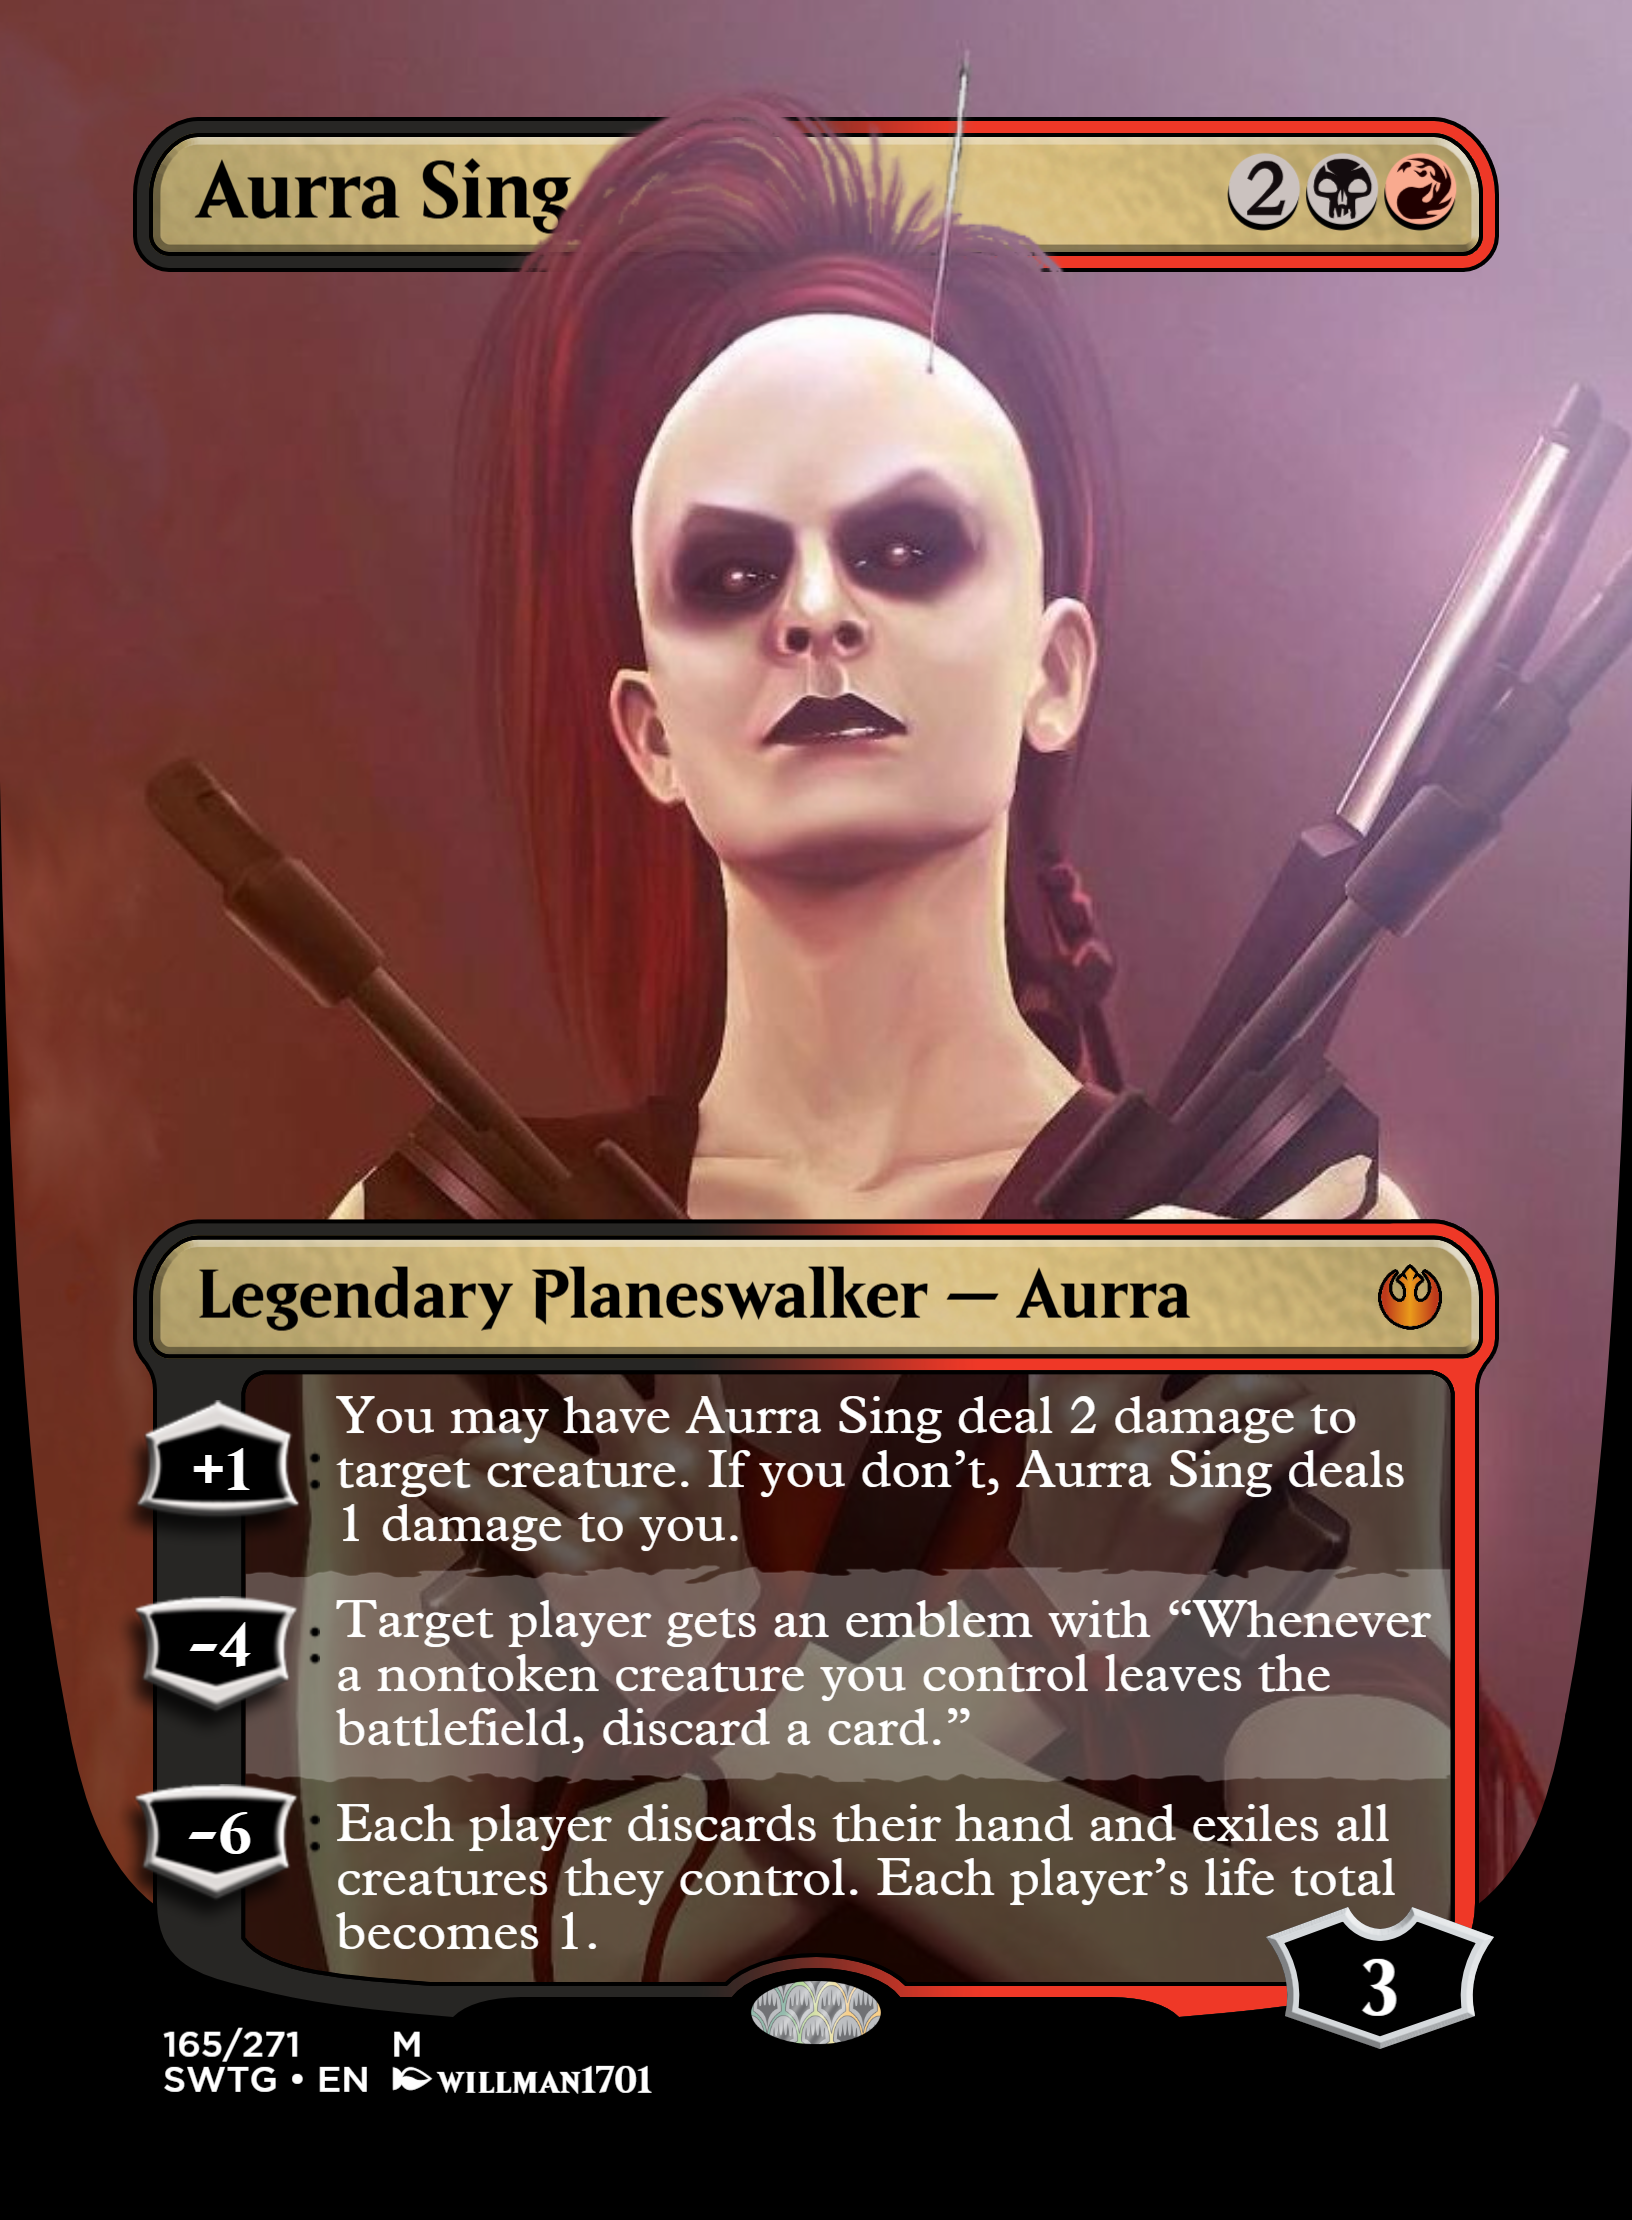 Aurra Sing 2
Legendary Planeswalker — Aurra
You may have Aurra Sing deal 2 damage to
+1 : target creature. If you don't, Aurra Sing deals
1 damage to you.
Target player gets an emblem with “Whenever
−4 : a nontoken creature you control leaves the
battlefield, discard a card.”
Each player discards their hand and exiles all
−6 : creatures they control. Each player's life total
becomes 1.
3
165/271 M
SWTG • EN WILLMAN1701